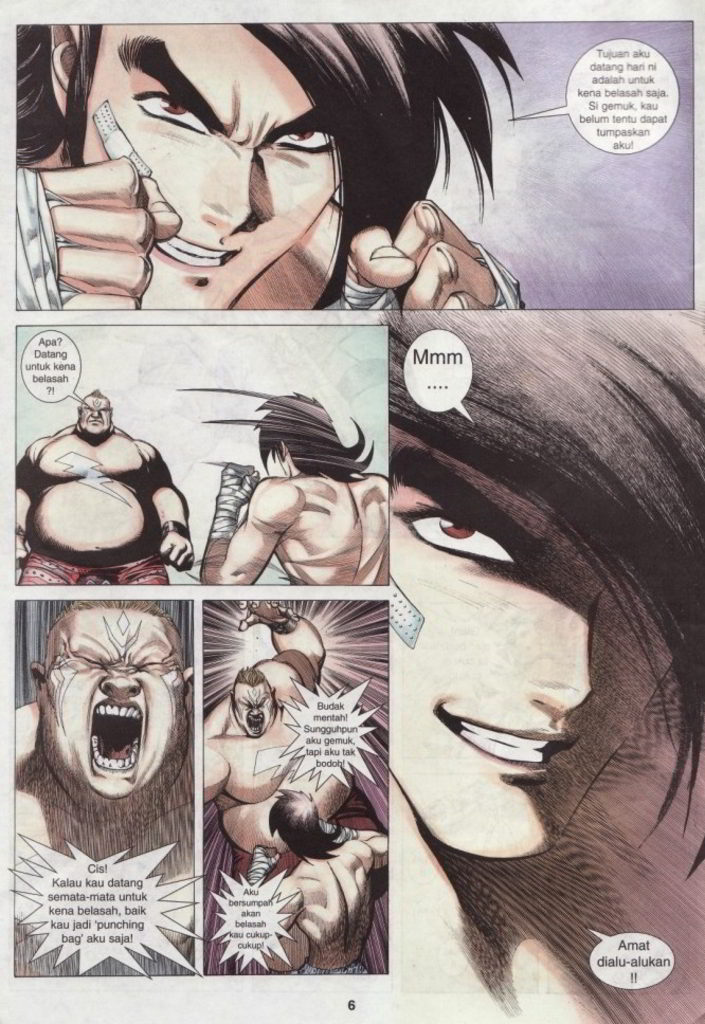 Tujuan aku
datang hari ni
adalah untuk
kena belasah saja.
Si gemuk, kau
belum tentu dapat
tumpaskan
aku!
Apa?
Datang
untuk kena
belasah
?!
Mmm
....
Cis!
Kalau kau datang
semata-mata untuk
kena belasah, baik
kau jadi 'punching
bag' aku saja!
Budak
mentah!
Sungguhpun
aku gemuk,
tapi aku tak
bodoh!
Aku
bersumpah
akan
belasah
kau cukup-
cukup!
Amat
dialu-alukan
!!
6